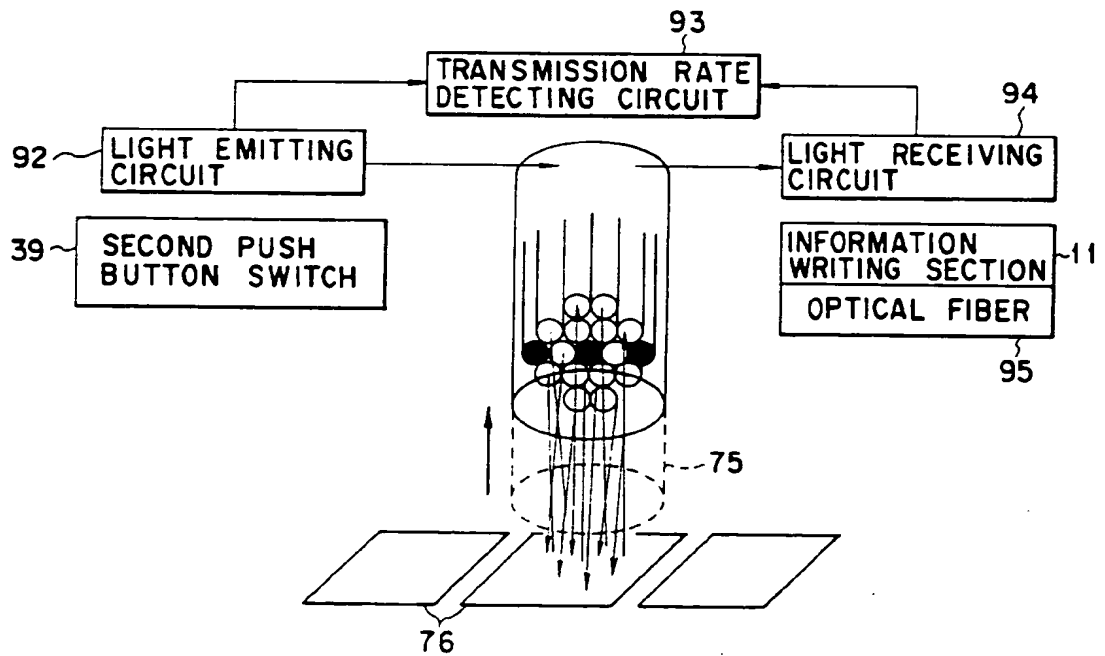 93
TRANSMISSION RATE
DETECTING CIRCUIT
94
92
LIGHT EMITTING
CIRCUIT
LIGHT RECEIVING
CIRCUIT
39
SECOND PUSH
BUTTON SWITCH
INFORMATION
WRITING SECTION
11
OPTICAL FIBER
95
75
76